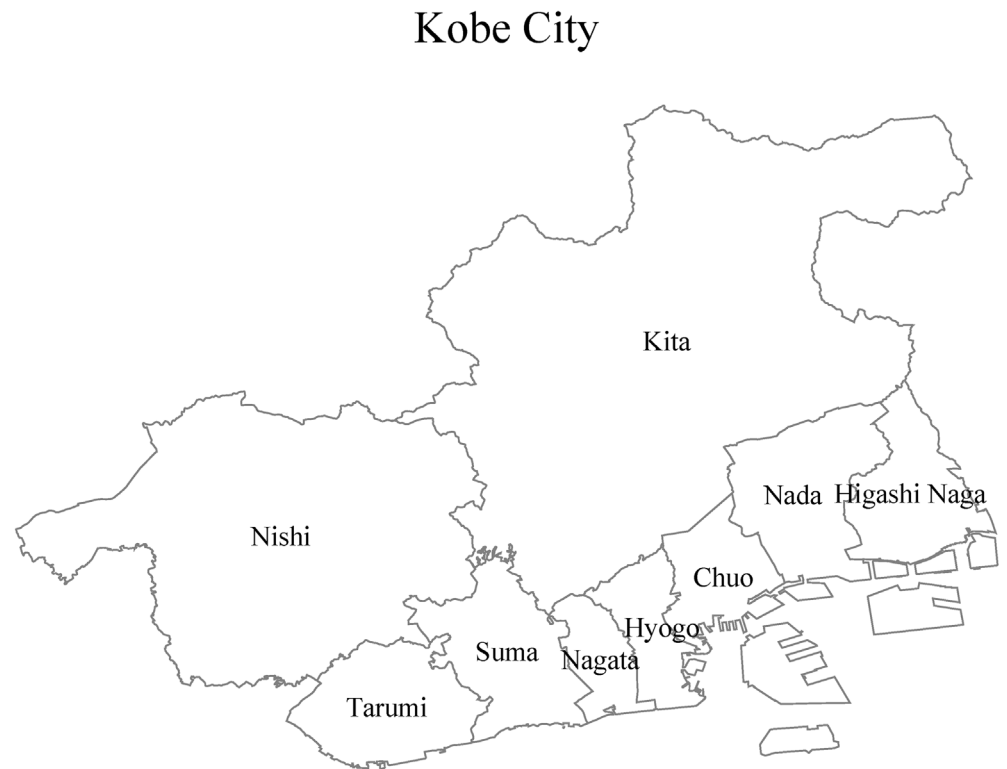 Kobe City
Kita
Nada
Higashi Naga
Nishi
Chuo
Hyogo
Suma
Nagata
Tarumi